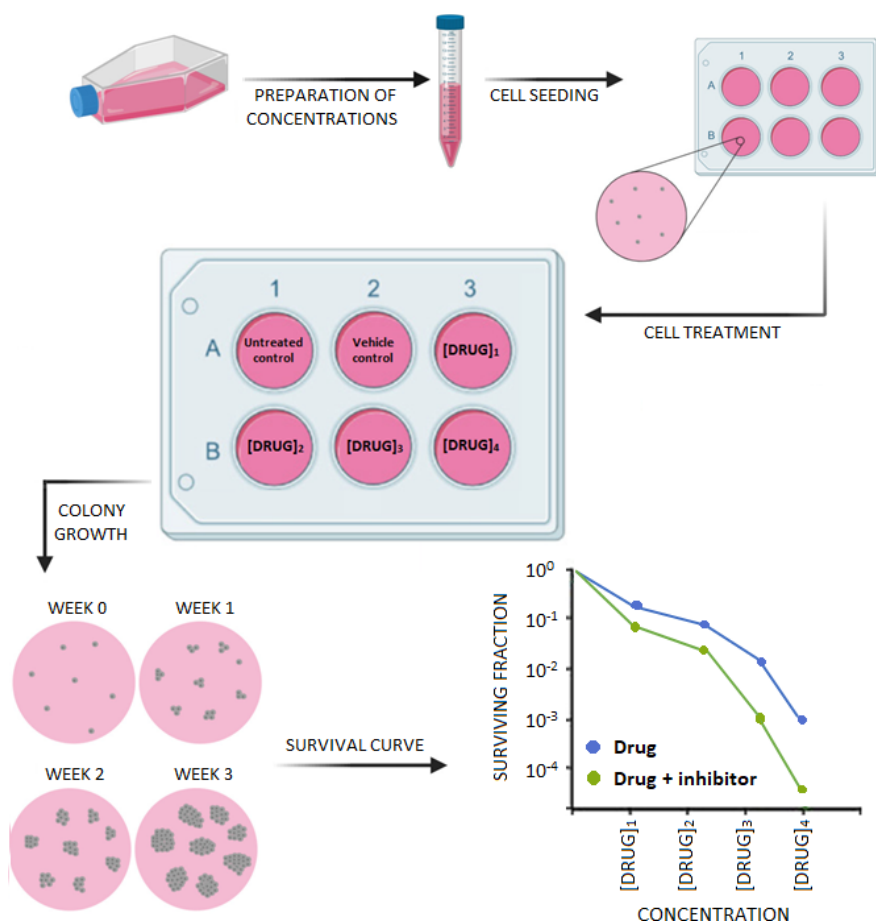 PREPARATION OF
CONCENTRATIONS
CELL SEEDING
1 2 3
A
B
CELL TREATMENT
1 2 3
A
Untreated
control
Vehicle
control
[DRUG]1
B
[DRUG]2
[DRUG]3
[DRUG]4
COLONY
GROWTH
WEEK 0
WEEK 1
WEEK 2
WEEK 3
SURVIVAL CURVE
SURVIVING FRACTION
10⁰
10⁻¹
10⁻²
10⁻³
10⁻⁴
Drug
Drug + inhibitor
[DRUG]1
[DRUG]2
[DRUG]3
[DRUG]4
CONCENTRATION